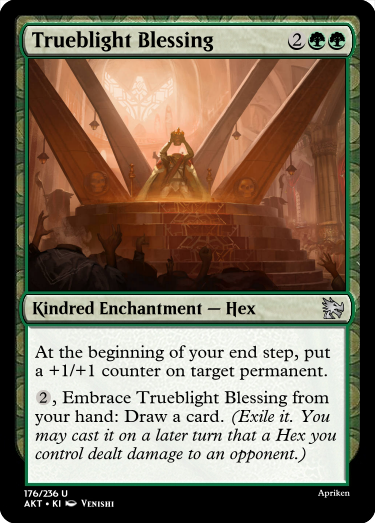 Trueblight Blessing 2
Kindred Enchantment — Hex
At the beginning of your end step, put
a +1/+1 counter on target permanent.
2, Embrace Trueblight Blessing from
your hand: Draw a card. (Exile it. You
may cast it on a later turn that a Hex you
control dealt damage to an opponent.)
176/236 U
AKT • KI Venishi
Apriken